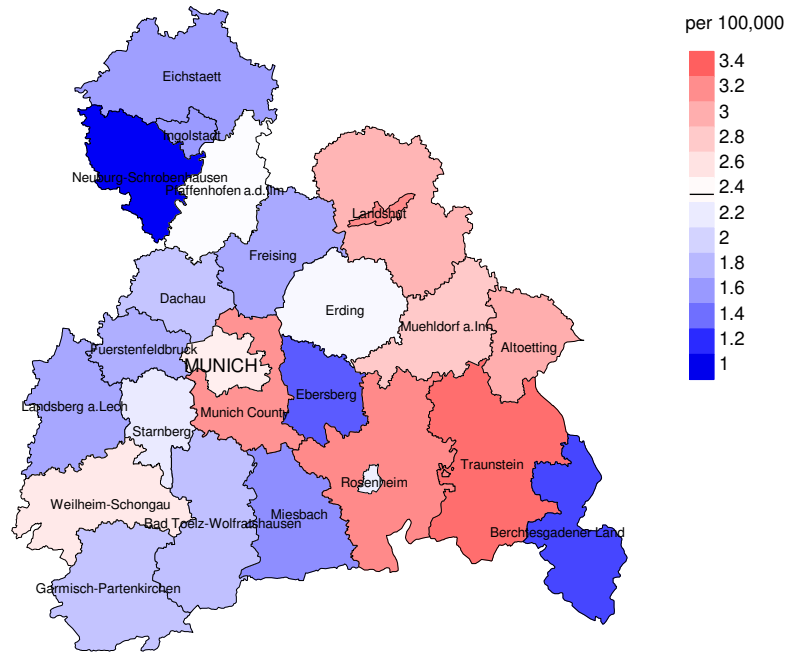 per 100,000
3.4
3.2
3
2.8
2.6
2.4
2.2
2
1.8
1.6
1.4
1.2
1
Eichstaett
Ingolstadt
Neuburg-Schrobenhausen
Pfaffenhofen a.d.Ilm
Landshut
Freising
Dachau
Erding
Muehldorf a.Inn
Altoetting
Fuerstenfeldbruck
MUNICH
Ebersberg
Landsberg a.Lech
Munich County
Starnberg
Traunstein
Rosenheim
Weilheim-Schongau
Miesbach
Bad Toelz-Wolfratshausen
Berchtesgadener Land
Garmisch-Partenkirchen